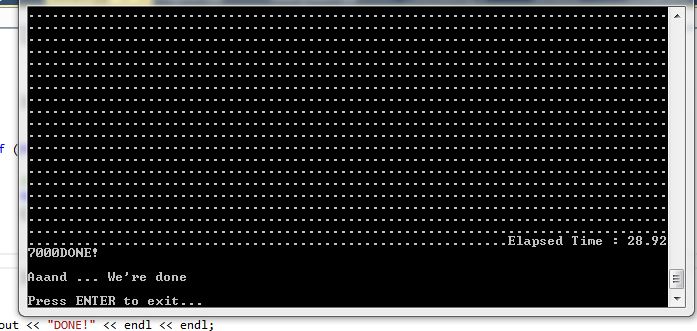 f (
Elapsed Time : 28.92
7000DONE!
Aaand ... We're done
Press ENTER to exit...
out << "DONE!" << endl << endl;